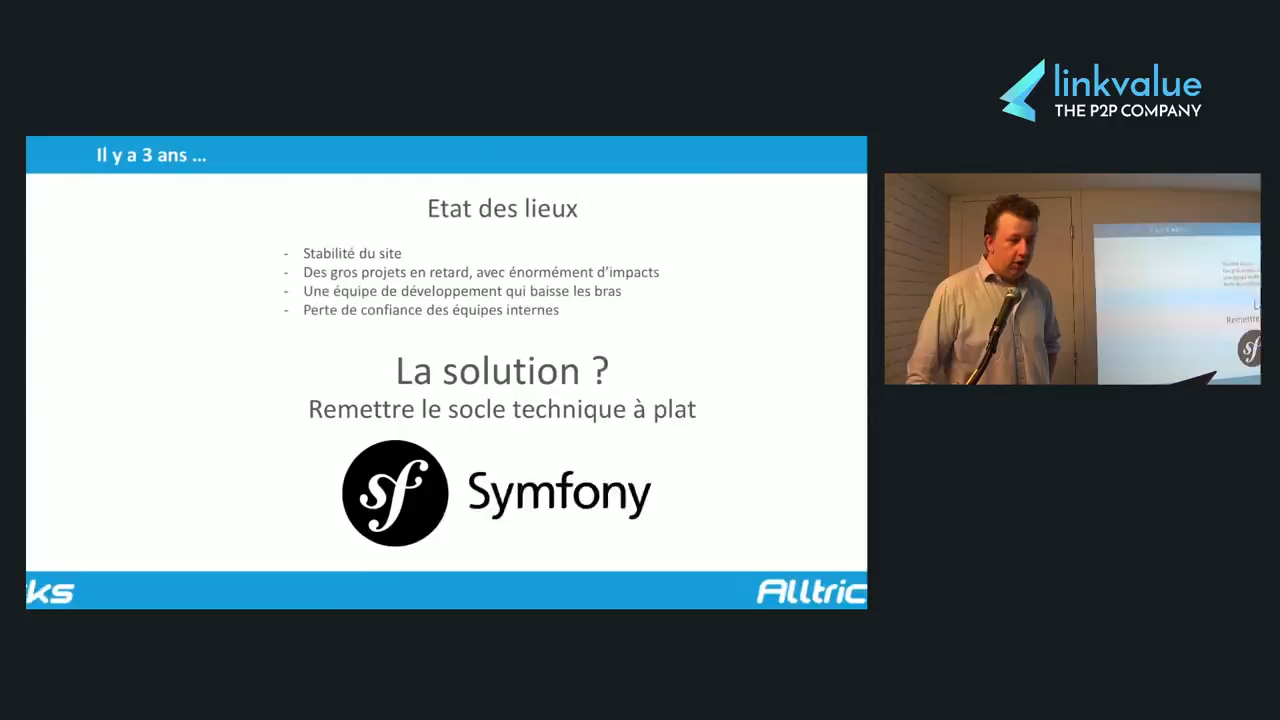 linkvalue
THE P2P COMPANY
Il y a 3 ans ...
Etat des lieux
- Stabilité du site
- Des gros projets en retard, avec énormément d'impacts
- Une équipe de développement qui baisse les bras
- Perte de confiance des équipes internes
La solution ?
Remettre le socle technique à plat
sf Symfony
ks
Alltric